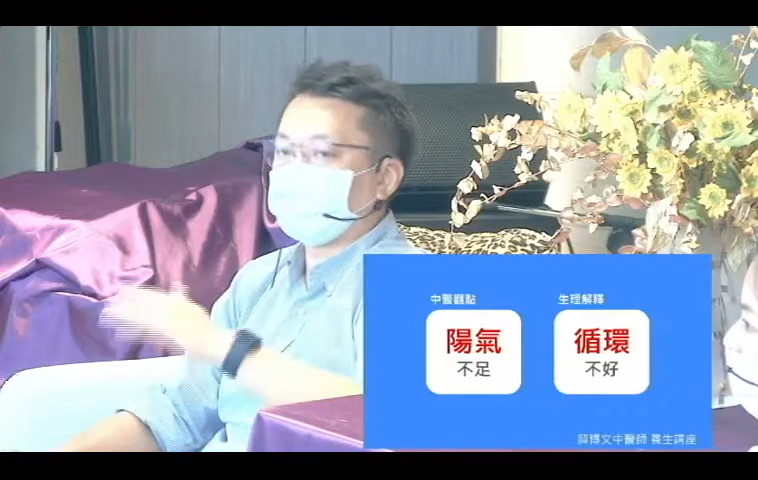 中醫觀點
生理解釋
陽氣
不足
循環
不好
薛博文中醫師 養生講座